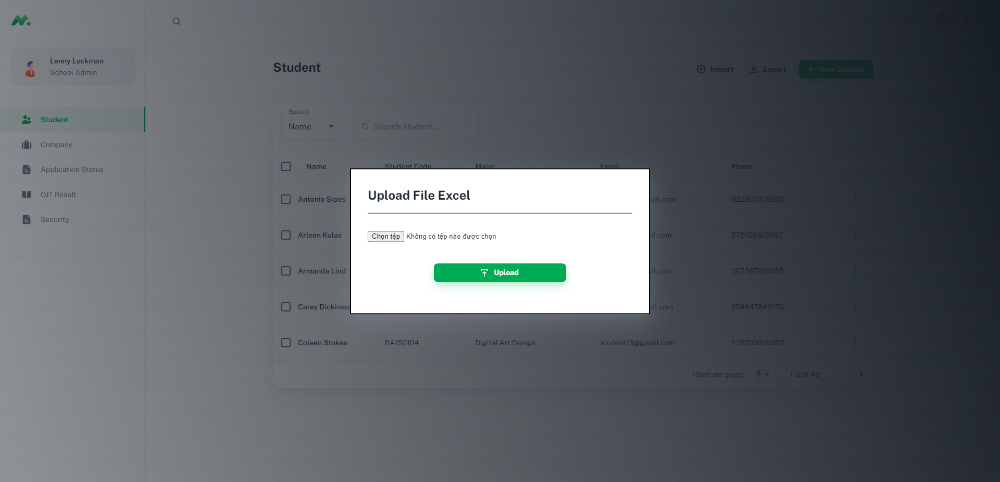 Lenny Lockman
School Admin
Student
Company
Application Status
OJT Result
Security
Student
Import
Export
New Student
Search
Name
Search student...
Name
Student Code
Major
Email
Phone
Antonio Sipes
ail.com
822907278506
Arleen Kulas
il.com
575156615687
Armanda Lind
il.com
367567613655
Carey Dickinson
ail.com
204647849179
Coleen Stokes
BA150104
Digital Art Design
student13@gmail.com
238793930607
Rows per page:
5
1-5 of 48
Upload File Excel
Chọn tệp Không có tệp nào được chọn
Upload